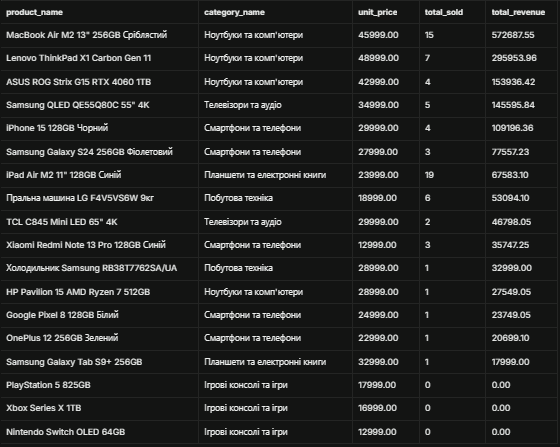 product_name category_name unit_price total_sold total_revenue
MacBook Air M2 13" 256GB Сріблястий Ноутбуки та комп'ютери 45999.00 15 572687.55
Lenovo ThinkPad X1 Carbon Gen 11 Ноутбуки та комп'ютери 48999.00 7 295953.96
ASUS ROG Strix G15 RTX 4060 1TB Ноутбуки та комп'ютери 42999.00 4 153936.42
Samsung QLED QE55Q80C 55" 4K Телевізори та аудіо 34999.00 5 145595.84
iPhone 15 128GB Чорний Смартфони та телефони 29999.00 4 109196.36
Samsung Galaxy S24 256GB Фіолетовий Смартфони та телефони 27999.00 3 77557.23
iPad Air M2 11" 128GB Синій Планшети та електронні книги 23999.00 19 67583.10
Пральна машина LG F4V5VS6W 9кг Побутова техніка 18999.00 6 53094.10
TCL C845 Mini LED 65" 4K Телевізори та аудіо 29999.00 2 46798.05
Xiaomi Redmi Note 13 Pro 128GB Синій Смартфони та телефони 12999.00 3 35747.25
Холодильник Samsung RB38T7762SA/UA Побутова техніка 28999.00 1 32999.00
HP Pavilion 15 AMD Ryzen 7 512GB Ноутбуки та комп'ютери 28999.00 1 27549.05
Google Pixel 8 128GB Білий Смартфони та телефони 24999.00 1 23749.05
OnePlus 12 256GB Зелений Смартфони та телефони 22999.00 1 20699.10
Samsung Galaxy Tab S9+ 256GB Планшети та електронні книги 32999.00 1 17999.00
PlayStation 5 825GB Ігрові консолі та ігри 17999.00 0 0.00
Xbox Series X 1TB Ігрові консолі та ігри 16999.00 0 0.00
Nintendo Switch OLED 64GB Ігрові консолі та ігри 12999.00 0 0.00